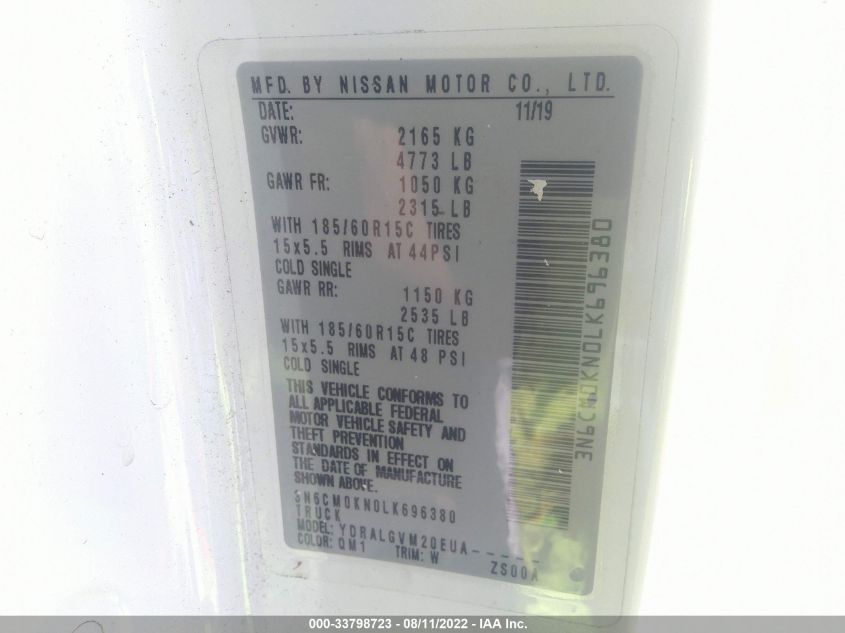 MFD. BY NISSAN MOTOR CO., LTD.
DATE: 11/19
GVWR: 2165 KG
4773 LB
GAWR FR: 1050 KG
2315 LB
WITH 185/60R15C TIRES
15x5.5 RIMS AT 44PSI
COLD SINGLE
GAWR RR: 1150 KG
2535 LB
WITH 185/60R15C TIRES
15x5.5 RIMS AT 48 PSI
COLD SINGLE
THIS VEHICLE CONFORMS TO
ALL APPLICABLE FEDERAL
MOTOR VEHICLE SAFETY AND
THEFT PREVENTION
STANDARDS IN EFFECT ON
THE DATE OF MANUFACTURE
SHOWN ABOVE.
3N6CM0KN0LK696380
TRUCK
MODEL: YDRALGVM20EUA-----
COLOR: QM1 TRIM: W ZS00A
3N6CM0KN0LK696380
000-33798723 - 08/11/2022 - IAA Inc.